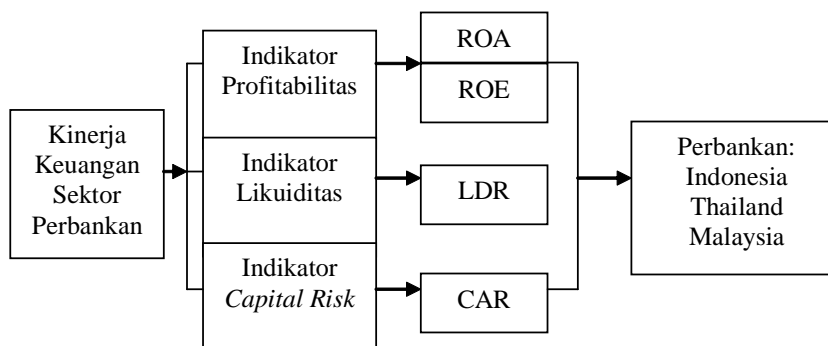 Kinerja
Keuangan
Sektor
Perbankan
Indikator
Profitabilitas
Indikator
Likuiditas
Indikator
Capital Risk
ROA
ROE
LDR
CAR
Perbankan:
Indonesia
Thailand
Malaysia